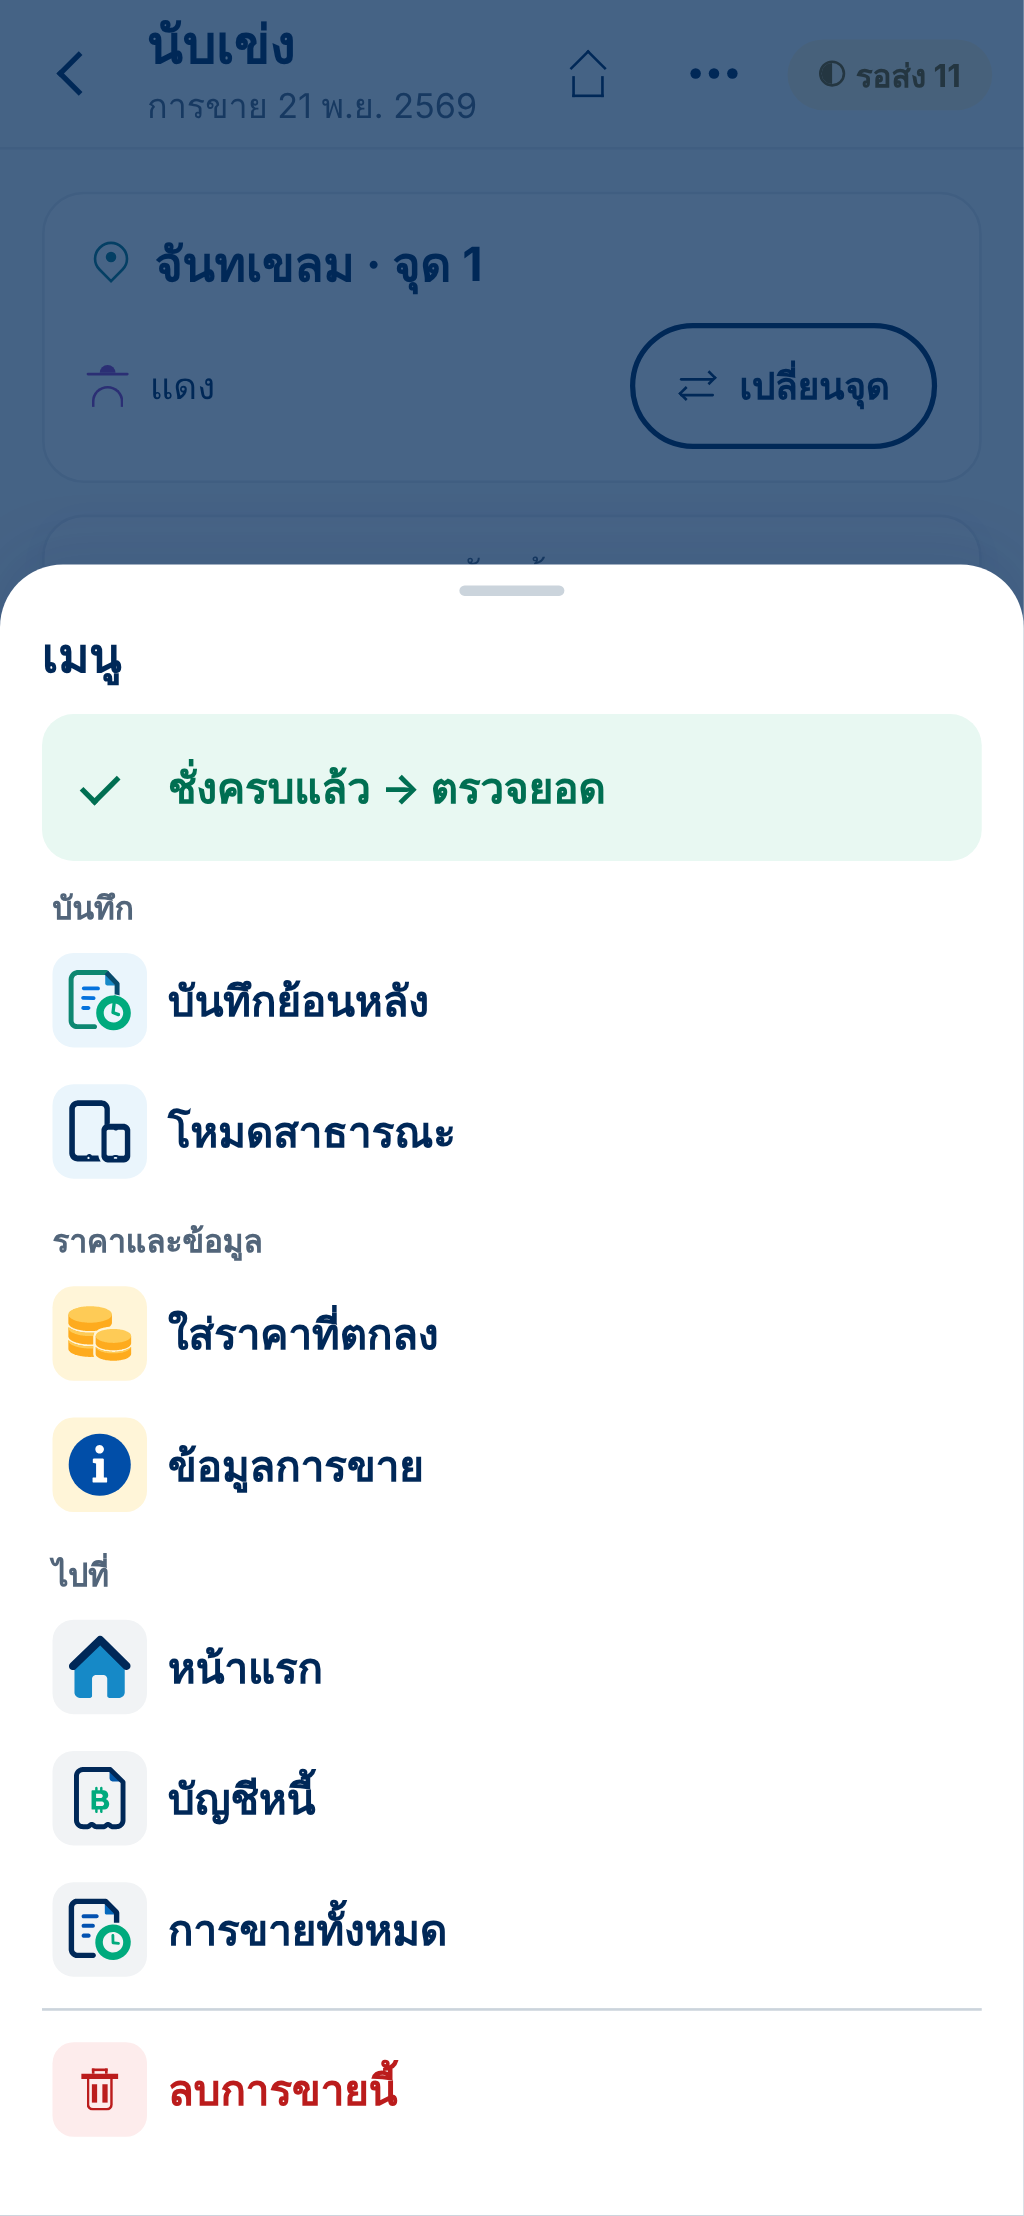 นับเข่ง
การขาย 21 พ.ย. 2569
รอส่ง 11
จันทเขลม · จุด 1
แดง
เปลี่ยนจุด
เมนู
ชั่งครบแล้ว → ตรวจยอด
บันทึก
บันทึกย้อนหลัง
โหมดสาธารณะ
ราคาและข้อมูล
ใส่ราคาที่ตกลง
ข้อมูลการขาย
ไปที่
หน้าแรก
บัญชีหนี้
การขายทั้งหมด
ลบการขายนี้